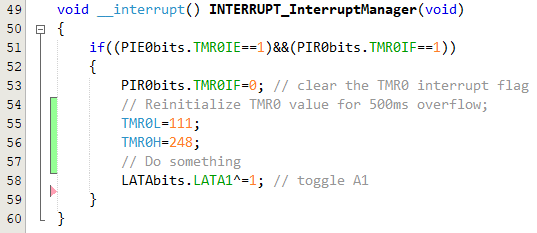 49 void __interrupt() INTERRUPT_InterruptManager(void)
50 {
51 if((PIE0bits.TMR0IE==1)&&(PIR0bits.TMR0IF==1))
52 {
53 PIR0bits.TMR0IF=0; // clear the TMR0 interrupt flag
54 // Reinitialize TMR0 value for 500ms overflow;
55 TMR0L=111;
56 TMR0H=248;
57 // Do something
58 LATAbits.LATA1^=1; // toggle A1
59 }
60 }